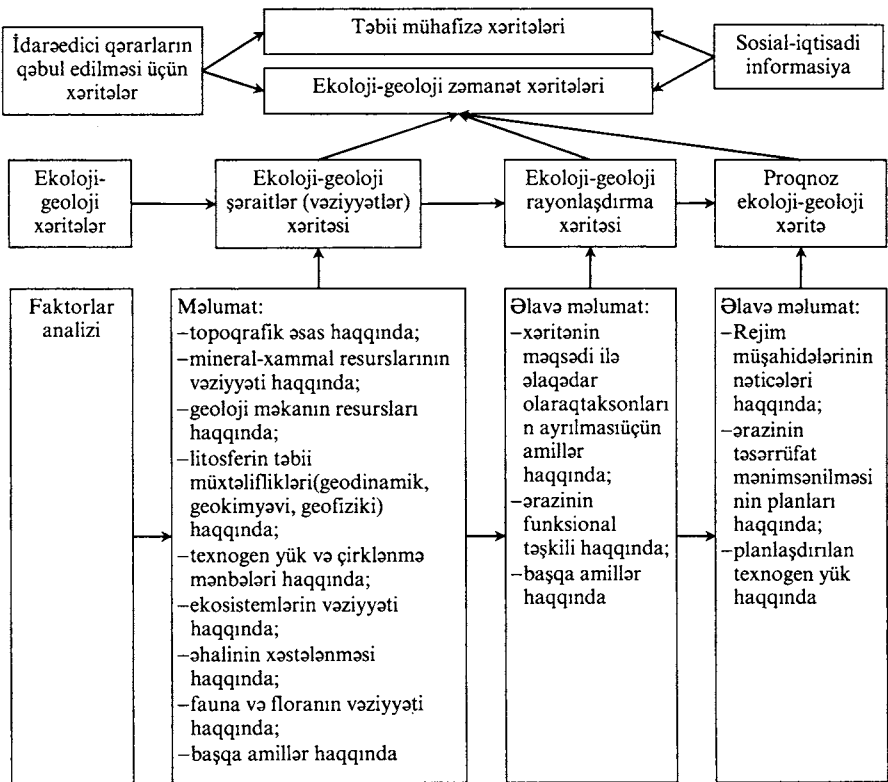 Təbii mühafizə xəritələri
İdarəedici qərarların
qəbul edilməsi üçün
xəritələr
Sosial-iqtisadi
informasiya
Ekoloji-geoloji zəmanət xəritələri
Ekoloji-
geoloji
xəritələr
Ekoloji-geoloji
şəraitlər (vəziyyətlər)
xəritəsi
Ekoloji-geoloji
rayonlaşdırma
xəritəsi
Proqnoz
ekoloji-geoloji
xəritə
Faktorlar
analizi
Məlumat:
–topoqrafik əsas haqqında;
–mineral-xammal resurslarının
vəziyyəti haqqında;
–geoloji məkanın resursları
haqqında;
–litosferin təbii
müxtəliflikləri(geodinamik,
geokimyəvi, geofiziki)
haqqında;
–texnogen yük və çirklənmə
mənbələri haqqında;
–ekosistemlərin vəziyyəti
haqqında;
–əhalinin xəstələnməsi
haqqında;
–fauna və floranın vəziyyəti
haqqında;
–başqa amillər haqqında
Əlavə məlumat:
–xəritənin
məqsədi ilə
əlaqədar
olaraqtaksonları
n ayrılmasıüçün
amillər
haqqında;
–ərazinin
funksional
təşkili haqqında;
–başqa amillər
haqqında
Əlavə məlumat:
–Rejim
müşahidələrinin
nəticələri
haqqında;
–ərazinin
təsərrüfat
mənimsənilməsi
nin planları
haqqında;
–planlaşdırılan
texnogen yük
haqqında